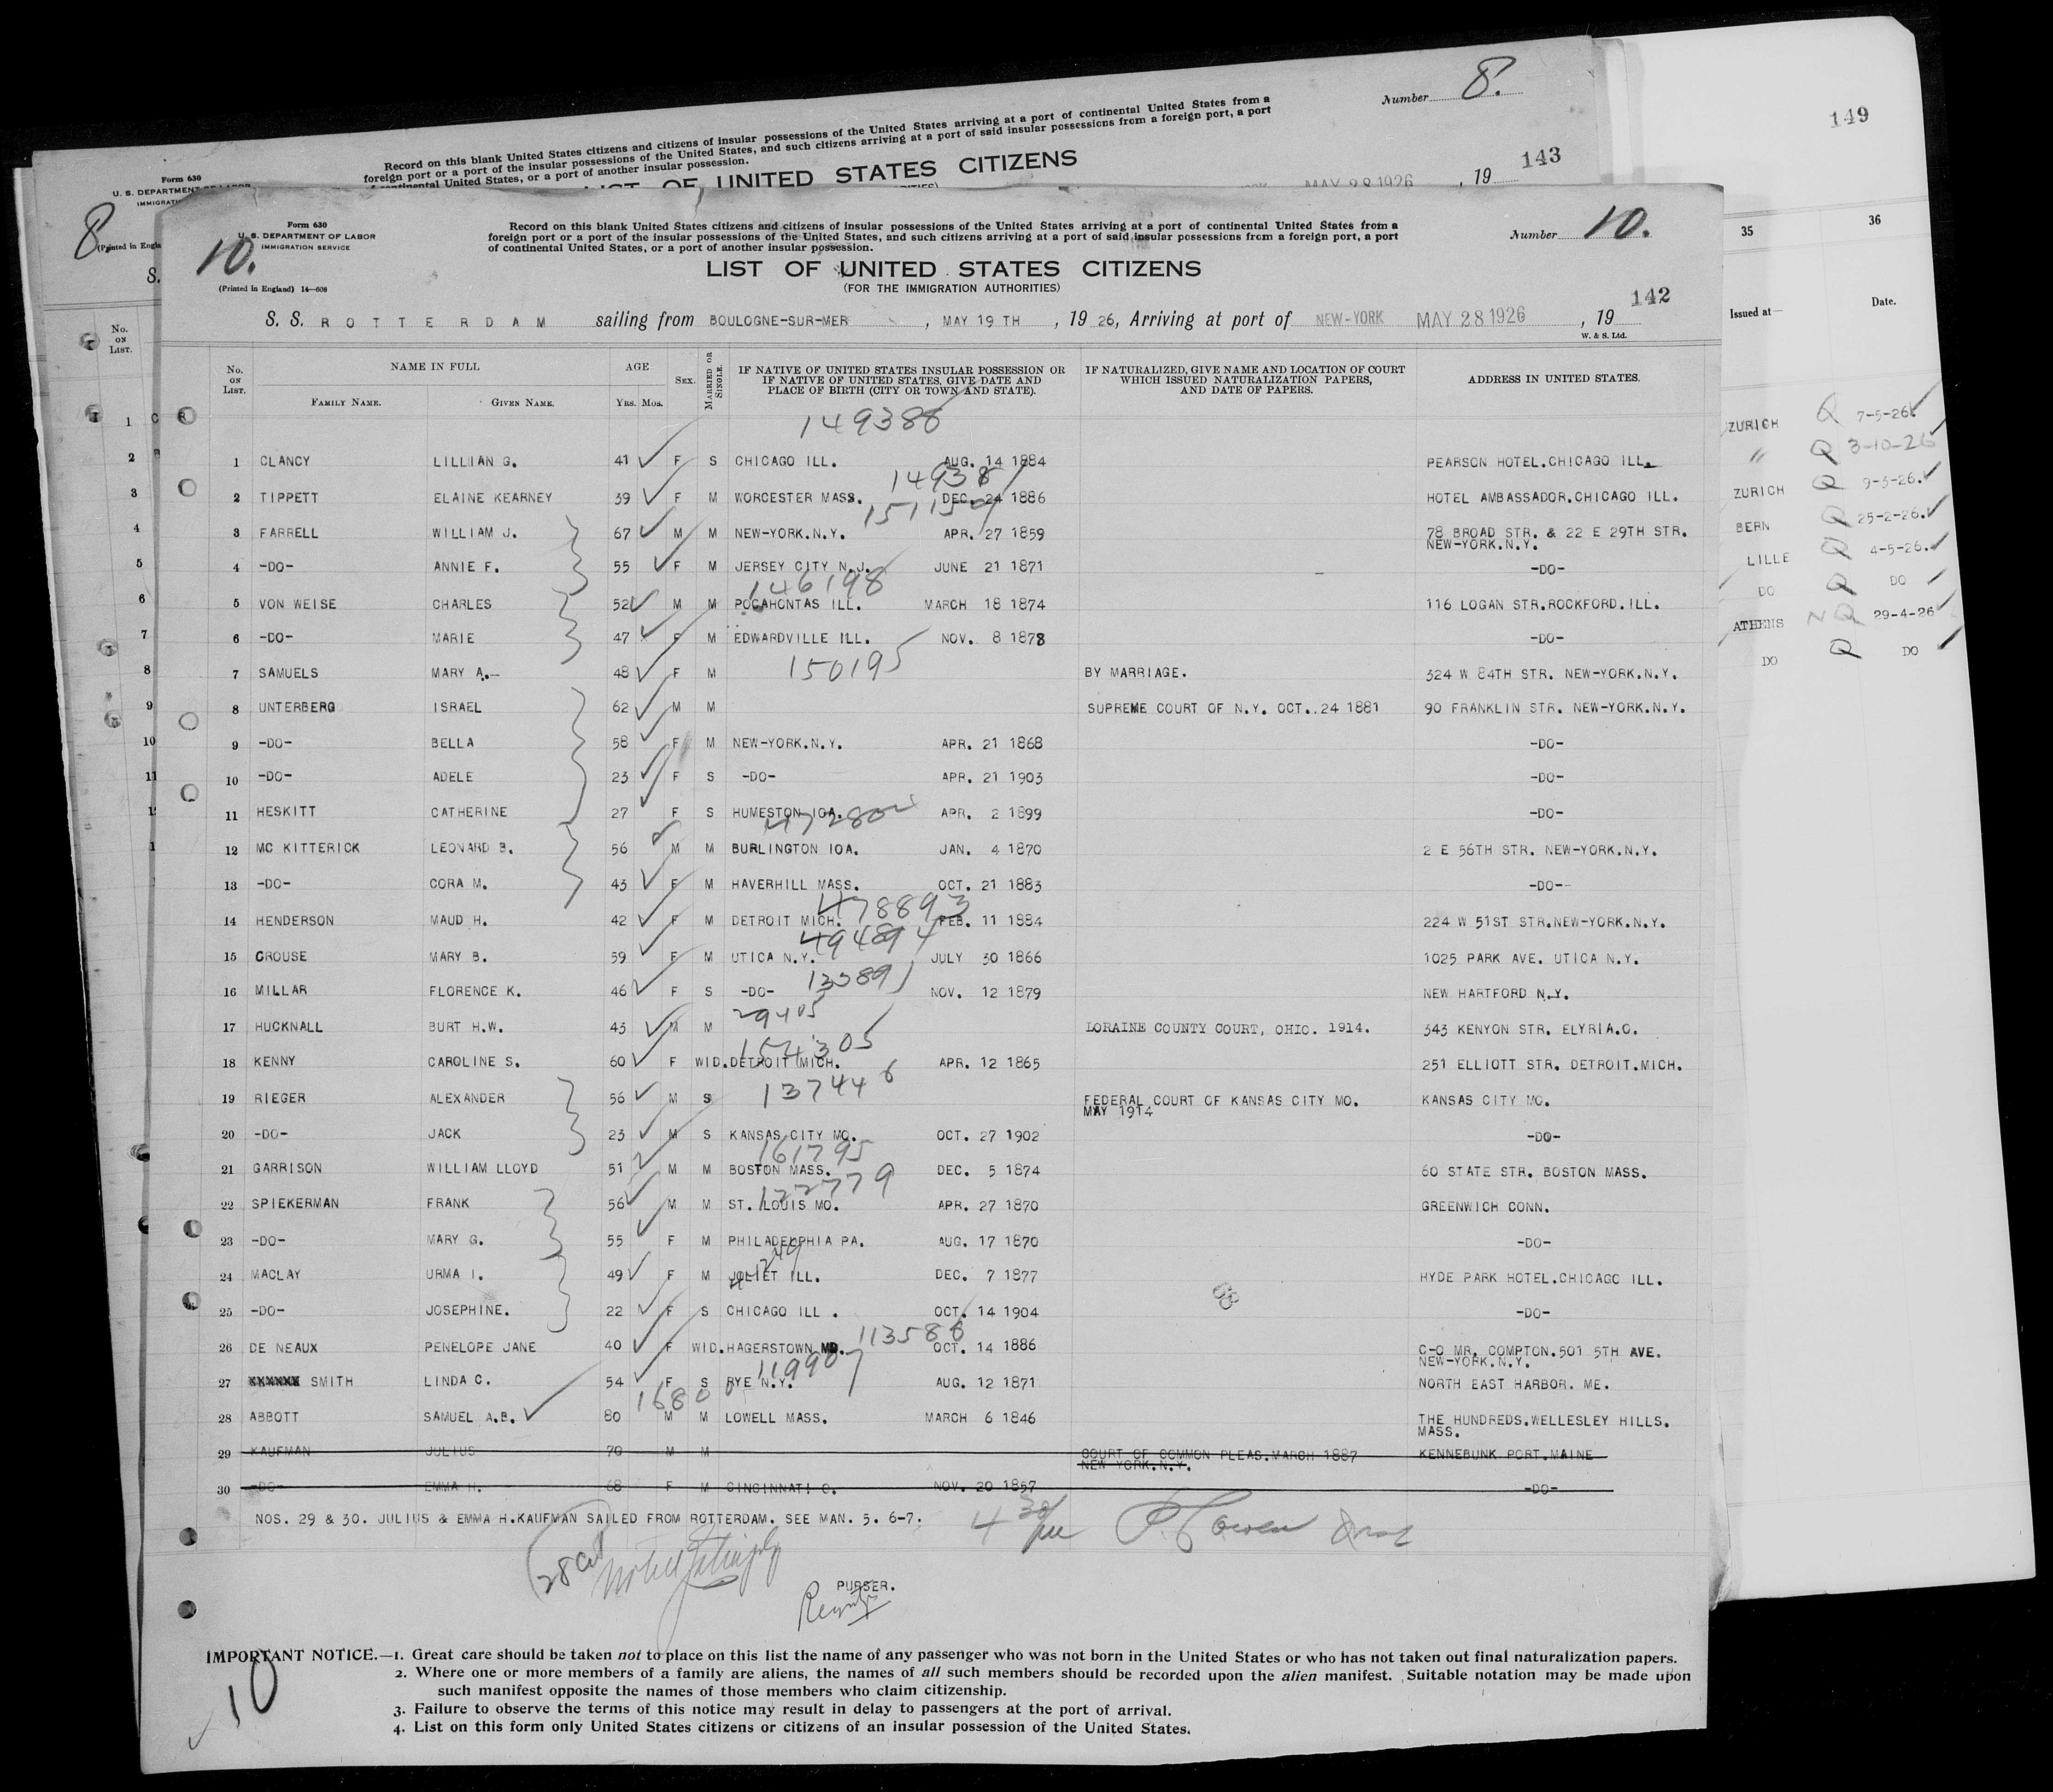 Number 8.
149
Record on this blank United States citizens and citizens of insular possessions of the United States arriving at a port of continental United States from a
foreign port or a port of the insular possessions of the United States, and such citizens arriving at a port of said insular possessions from a foreign port, a port
of continental United States, or a port of another insular possession.
Form 630
U. S. DEPARTMENT OF LABOR
8
(Printed in Engla
LIST OF UNITED STATES CITIZENS
MAY 28 1926 , 19
143
S.
No. ON LIST.
1
2
3
4
5
6
7
8
9
10
11
35 36
Issued at— Date.
ZURICH Q 7-5-26.
" Q 3-10-26
ZURICH Q 9-3-26.
BERN Q 25-2-26.
LILLE Q 4-5-26.
DO Q DO
ATHENS N Q 29-4-26
DO Q DO
Form 630
U. S. DEPARTMENT OF LABOR
IMMIGRATION SERVICE
10.
(Printed in England) 14—608
Record on this blank United States citizens and citizens of insular possessions of the United States arriving at a port of continental United States from a
foreign port or a port of the insular possessions of the United States, and such citizens arriving at a port of said insular possessions from a foreign port, a port
of continental United States, or a port of another insular possession.
Number 10.
LIST OF UNITED STATES CITIZENS
(FOR THE IMMIGRATION AUTHORITIES)
142
S. S. ROTTERDAM sailing from BOULOGNE-SUR-MER , MAY 19 TH , 19 26, Arriving at port of NEW-YORK MAY 28 1926 , 19
W. & S. Ltd.
No. ON LIST. NAME IN FULL AGE SEX. MARRIED OR SINGLE. IF NATIVE OF UNITED STATES INSULAR POSSESSION OR IF NATIVE OF UNITED STATES, GIVE DATE AND PLACE OF BIRTH (CITY OR TOWN AND STATE). IF NATURALIZED, GIVE NAME AND LOCATION OF COURT WHICH ISSUED NATURALIZATION PAPERS, AND DATE OF PAPERS. ADDRESS IN UNITED STATES.
FAMILY NAME. GIVEN NAME. YRS. MOS.
149388
1 CLANCY LILLIAN G. 41 F S CHICAGO ILL. AUG. 14 1884 PEARSON HOTEL.CHICAGO ILL.
2 TIPPETT ELAINE KEARNEY 39 F M WORCESTER MASS. DEC. 24 1886 HOTEL AMBASSADOR.CHICAGO ILL.
3 FARRELL WILLIAM J. 67 M M NEW-YORK.N.Y. APR. 27 1859 78 BROAD STR. & 22 E 29TH STR.
NEW-YORK.N.Y.
4 -DO- ANNIE F. 55 F M JERSEY CITY N.J. JUNE 21 1871 -DO-
146198
5 VON WEISE CHARLES 52 M M POCAHONTAS ILL. MARCH 18 1874 116 LOGAN STR.ROCKFORD.ILL.
6 -DO- MARIE 47 F M EDWARDVILLE ILL. NOV. 8 1878 -DO-
150195
7 SAMUELS MARY A.- 48 F M BY MARRIAGE. 324 W 84TH STR. NEW-YORK.N.Y.
8 UNTERBERG ISRAEL 62 M M SUPREME COURT OF N.Y. OCT. 24 1881 90 FRANKLIN STR. NEW-YORK.N.Y.
9 -DO- BELLA 58 F M NEW-YORK.N.Y. APR. 21 1868 -DO-
10 -DO- ADELE 23 F S -DO- APR. 21 1903 -DO-
11 HESKITT CATHERINE 27 F S HUMESTON IOA. APR. 2 1899 -DO-
12 MC KITTERICK LEONARD B. 56 M M BURLINGTON IOA. JAN. 4 1870 2 E 56TH STR. NEW-YORK.N.Y.
13 -DO- CORA M. 43 F M HAVERHILL MASS. OCT. 21 1883 -DO--
478893
14 HENDERSON MAUD H. 42 F M DETROIT MICH. FEB. 11 1884 224 W 51ST STR.NEW-YORK.N.Y.
494894
15 CROUSE MARY B. 59 F M UTICA N.Y. JULY 30 1866 1025 PARK AVE. UTICA N.Y.
16 MILLAR FLORENCE K. 46 F S -DO- NOV. 12 1879 NEW HARTFORD N.Y.
29405
17 HUCKNALL BURT H.W. 43 M M LORAINE COUNTY COURT, OHIO. 1914. 343 KENYON STR. ELYRIA.O.
154305
18 KENNY CAROLINE S. 60 F WID. DETROIT MICH. APR. 12 1865 251 ELLIOTT STR. DETROIT.MICH.
137446
19 RIEGER ALEXANDER 56 M S FEDERAL COURT OF KANSAS CITY MO. KANSAS CITY MO.
MAY 1914
20 -DO- JACK 23 M S KANSAS CITY MO. OCT. 27 1902 -DO-
161795
21 GARRISON WILLIAM LLOYD 51 M M BOSTON MASS. DEC. 5 1874 60 STATE STR. BOSTON MASS.
122779
22 SPIEKERMAN FRANK 56 M M ST. LOUIS MO. APR. 27 1870 GREENWICH CONN.
23 -DO- MARY G. 55 F M PHILADELPHIA PA. AUG. 17 1870 -DO-
24 MACLAY URMA I. 49 F M JOLIET ILL. DEC. 7 1877 HYDE PARK HOTEL.CHICAGO ILL.
25 -DO- JOSEPHINE. 22 F S CHICAGO ILL . OCT. 14 1904 -DO-
113588
26 DE NEAUX PENELOPE JANE 40 F WID. HAGERSTOWN MD. OCT. 14 1886 C-O MR. COMPTON.501 5TH AVE.
NEW-YORK.N.Y.
27 SMITH LINDA C. 54 F S RYE N.Y. AUG. 12 1871 NORTH EAST HARBOR. ME.
28 ABBOTT SAMUEL A.B. 80 M M LOWELL MASS. MARCH 6 1846 THE HUNDREDS.WELLESLEY HILLS.
MASS.
29 KAUFMAN JULIUS 70 M M COURT OF COMMON PLEAS.MARCH 1887 KENNEBUNK PORT.MAINE
NEW YORK.N.Y.
30 -DO- EMMA H. 68 F M CINCINNATI O. NOV. 20 1857 -DO-
NOS. 29 & 30. JULIUS & EMMA H.KAUFMAN SAILED FROM ROTTERDAM. SEE MAN. 5. 6-7.
PURSER.
IMPORTANT NOTICE.—1. Great care should be taken not to place on this list the name of any passenger who was not born in the United States or who has not taken out final naturalization papers.
2. Where one or more members of a family are aliens, the names of all such members should be recorded upon the alien manifest. Suitable notation may be made upon
such manifest opposite the names of those members who claim citizenship.
3. Failure to observe the terms of this notice may result in delay to passengers at the port of arrival.
4. List on this form only United States citizens or citizens of an insular possession of the United States.
10